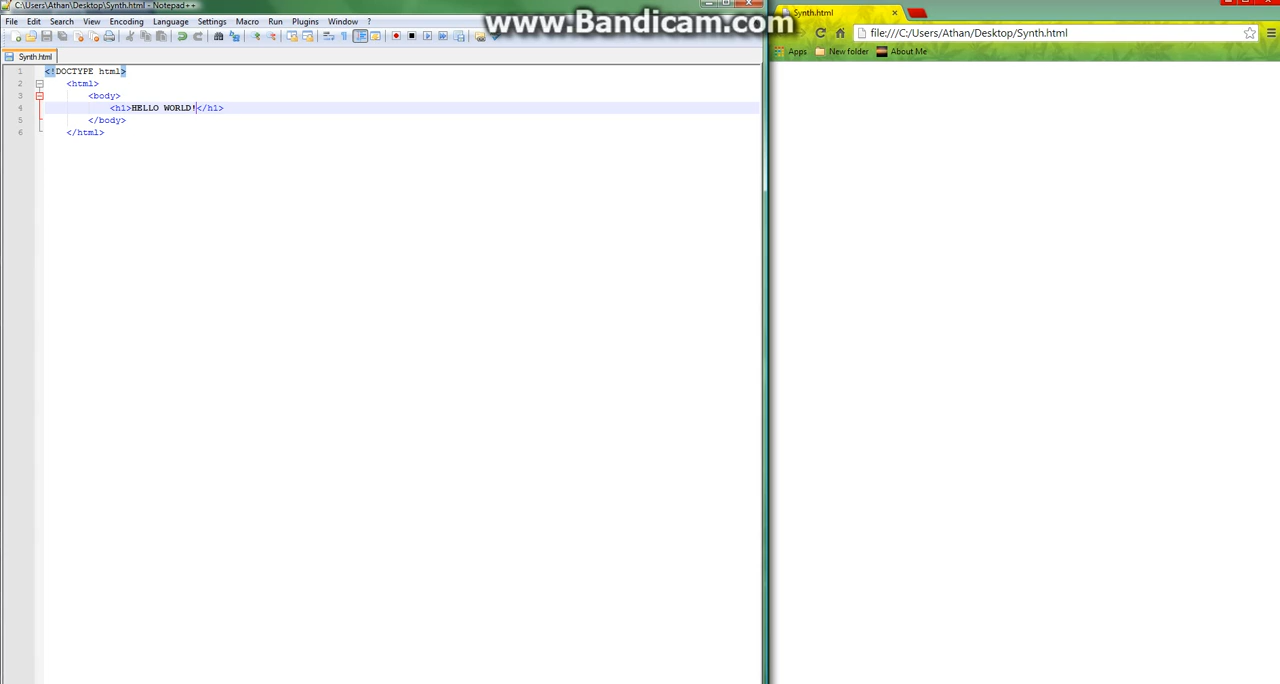 C:\Users\Athan\Desktop\Synth.html - Notepad++
www.Bandicam.com
Synth.html
File Edit Search View Encoding Language Settings Macro Run Plugins Window ?
file:///C:/Users/Athan/Desktop/Synth.html
Apps New folder About Me
Synth.html
1 <!DOCTYPE html>
2 <html>
3 <body>
4 <h1>HELLO WORLD!</h1>
5 </body>
6 </html>